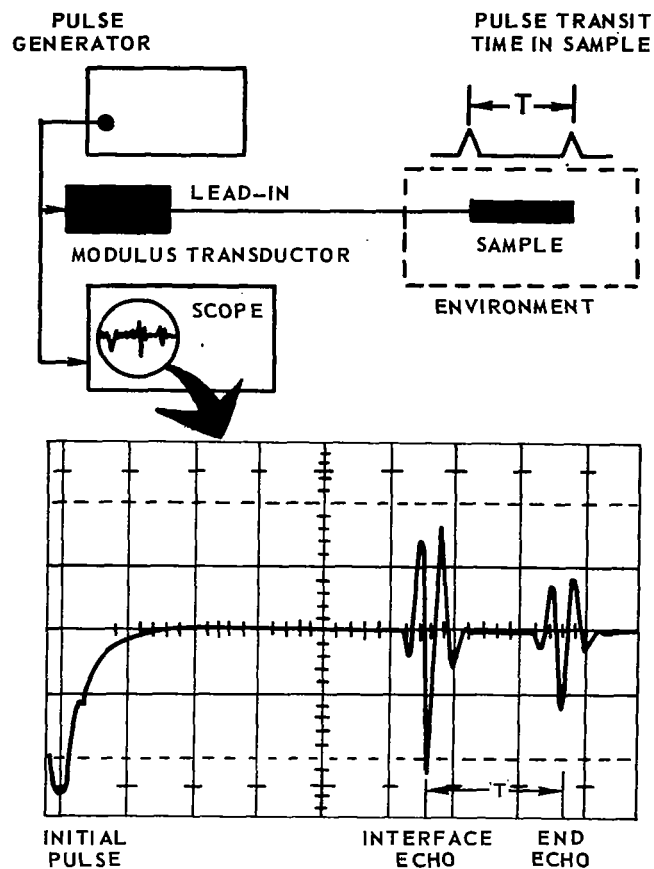 PULSE
GENERATOR
PULSE TRANSIT
TIME IN SAMPLE
T
LEAD-IN
MODULUS TRANSDUCTOR
SAMPLE
SCOPE
ENVIRONMENT
T
INITIAL
PULSE
INTERFACE
ECHO
END
ECHO